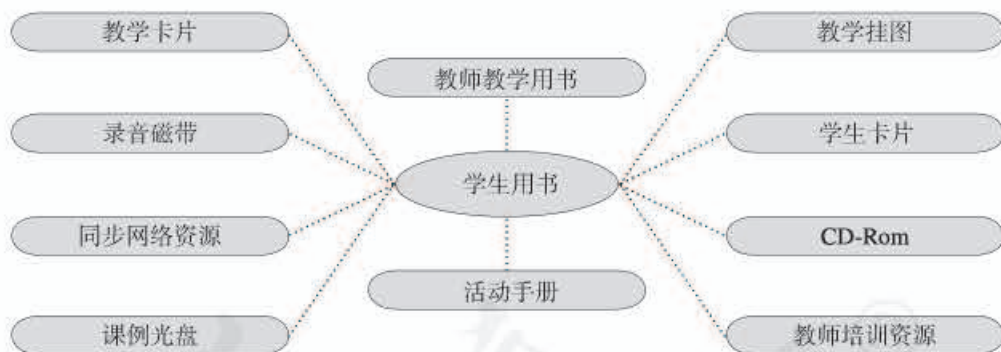 教学卡片
教学挂图
教师教学用书
录音磁带
学生卡片
学生用书
同步网络资源
CD-Rom
活动手册
课例光盘
教师培训资源